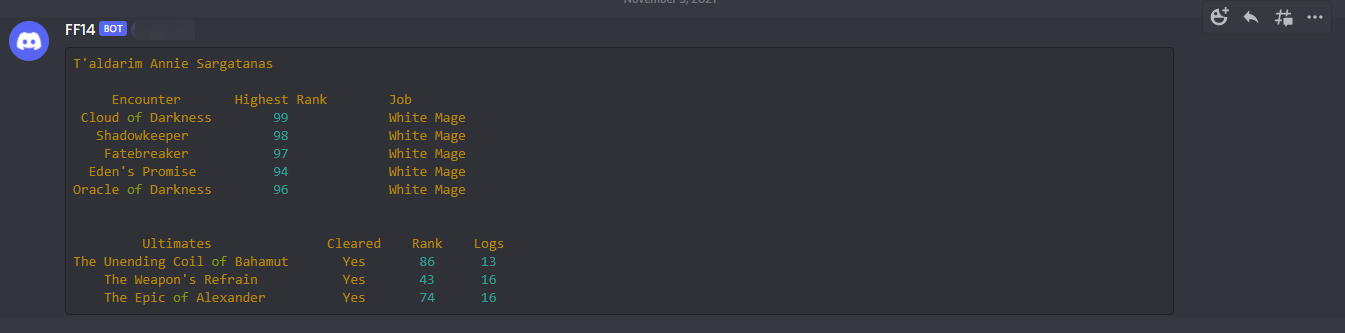 November 3, 2021
FF14 BOT
T'aldarim Annie Sargatanas
Encounter Highest Rank Job
Cloud of Darkness 99 White Mage
Shadowkeeper 98 White Mage
Fatebreaker 97 White Mage
Eden's Promise 94 White Mage
Oracle of Darkness 96 White Mage
Ultimates Cleared Rank Logs
The Unending Coil of Bahamut Yes 86 13
The Weapon's Refrain Yes 43 16
The Epic of Alexander Yes 74 16